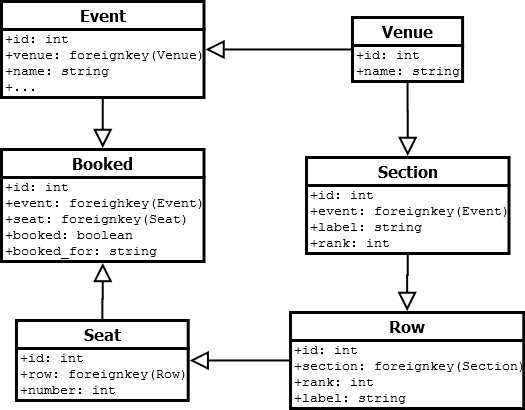 Event
+id: int
+venue: foreignkey(Venue)
+name: string
+...
Venue
+id: int
+name: string
Booked
+id: int
+event: foreighkey(Event)
+seat: foreignkey(Seat)
+booked: boolean
+booked_for: string
Section
+id: int
+event: foreignkey(Event)
+label: string
+rank: int
Seat
+id: int
+row: foreignkey(Row)
+number: int
Row
+id: int
+section: foreignkey(Section)
+rank: int
+label: string